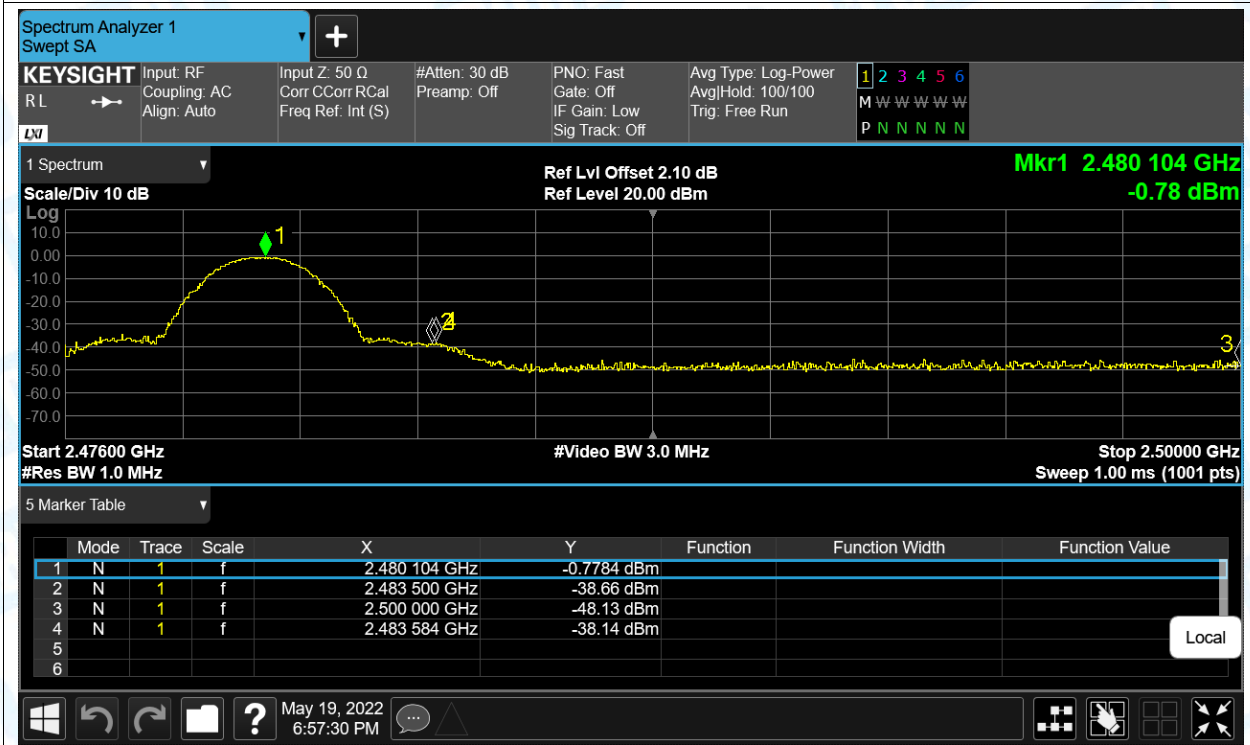 Spectrum Analyzer 1
Swept SA
KEYSIGHT
R L
LXI
Input: RF
Coupling: AC
Align: Auto
Input Z: 50 Ω
Corr CCorr RCal
Freq Ref: Int (S)
#Atten: 30 dB
Preamp: Off
PNO: Fast
Gate: Off
IF Gain: Low
Sig Track: Off
Avg Type: Log-Power
Avg|Hold: 100/100
Trig: Free Run
1 2 3 4 5 6
M W W W W W
P N N N N N
1 Spectrum
Scale/Div 10 dB
Ref Lvl Offset 2.10 dB
Ref Level 20.00 dBm
Mkr1 2.480 104 GHz
-0.78 dBm
Log
10.0
0.00
-10.0
-20.0
-30.0
-40.0
-50.0
-60.0
-70.0
1
2
4
3
Start 2.47600 GHz
#Video BW 3.0 MHz
Stop 2.50000 GHz
#Res BW 1.0 MHz
Sweep 1.00 ms (1001 pts)
5 Marker Table
Mode Trace Scale X Y Function Function Width Function Value
1 N 1 f 2.480 104 GHz -0.7784 dBm
2 N 1 f 2.483 500 GHz -38.66 dBm
3 N 1 f 2.500 000 GHz -48.13 dBm
4 N 1 f 2.483 584 GHz -38.14 dBm
5
6
Local
?
May 19, 2022
6:57:30 PM